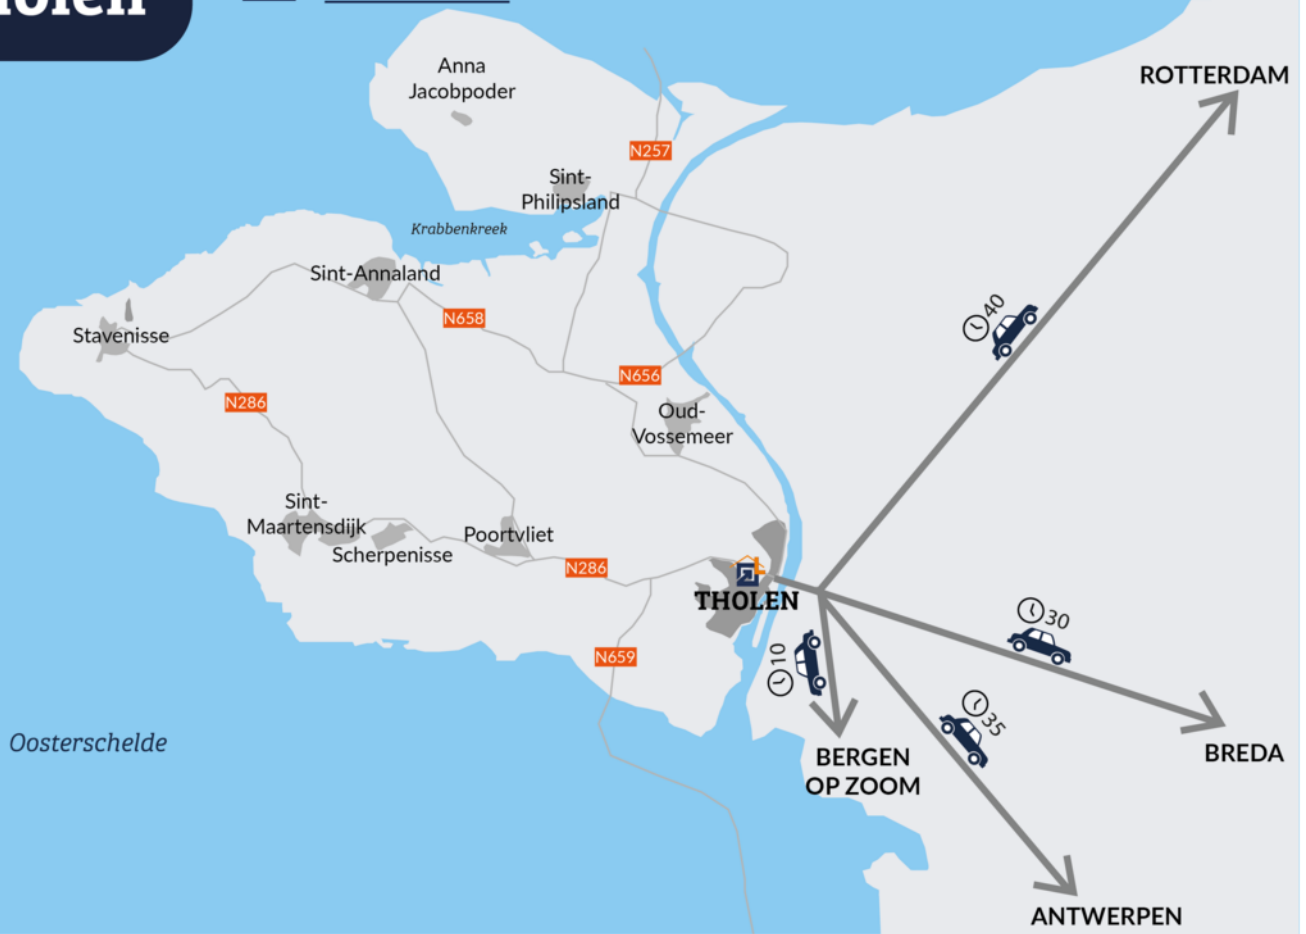 Anna
Jacobpoder
ROTTERDAM
N257
Sint-
Philipsland
Krabbenkreek
Sint-Annaland
40
N658
Stavenisse
N656
N286
Oud-
Vossemeer
Sint-
Maartensdijk
Poortvliet
Scherpenisse
N286
THOLEN
30
N659
10
35
Oosterschelde
BERGEN
OP ZOOM
BREDA
ANTWERPEN